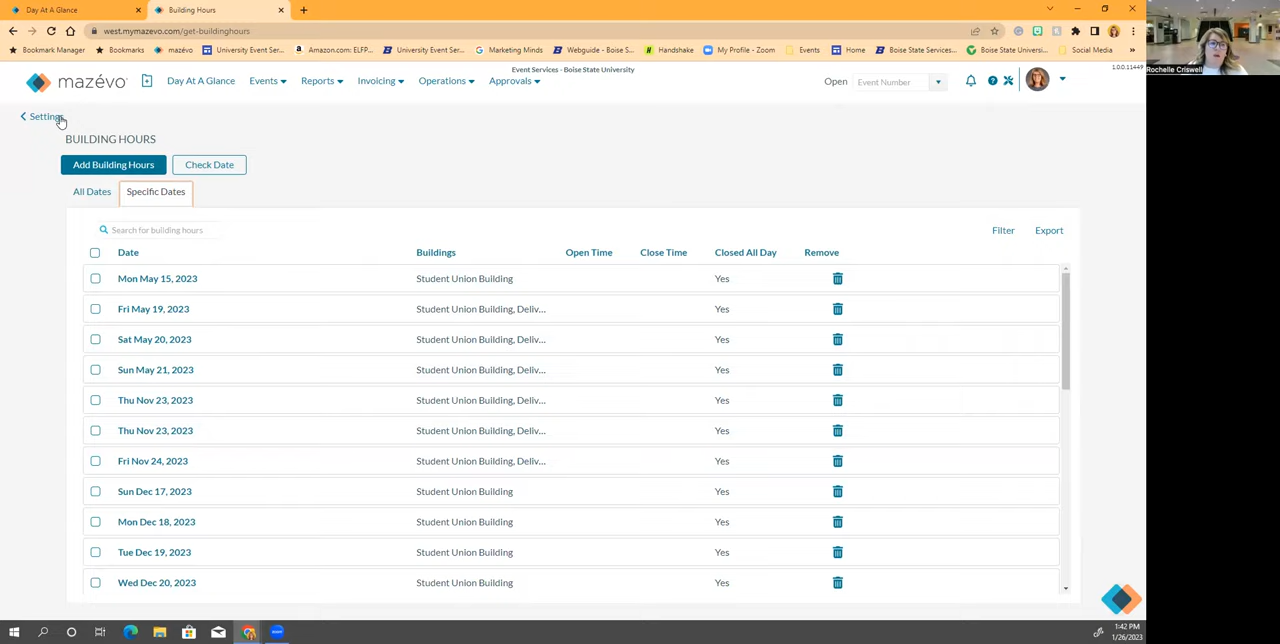 Day At A Glance
Building Hours
west.mymazevo.com/get-buildinghours
Bookmark Manager
Bookmarks
mazévo
University Event Ser...
Amazon.com: ELFP...
University Event Ser...
Marketing Minds
Webguide - Boise S...
Handshake
My Profile - Zoom
Events
Home
Boise State Services...
Boise State Universi...
Social Media
Rochelle Criswell
Event Services - Boise State University
1.0.0.11449
mazévo
Day At A Glance
Events
Reports
Invoicing
Operations
Approvals
Open
Event Number
Settings
BUILDING HOURS
Add Building Hours
Check Date
All Dates
Specific Dates
Search for building hours
Filter
Export
Date Buildings Open Time Close Time Closed All Day Remove
Mon May 15, 2023 Student Union Building Yes
Fri May 19, 2023 Student Union Building, Deliv... Yes
Sat May 20, 2023 Student Union Building, Deliv... Yes
Sun May 21, 2023 Student Union Building, Deliv... Yes
Thu Nov 23, 2023 Student Union Building, Deliv... Yes
Thu Nov 23, 2023 Student Union Building, Deliv... Yes
Fri Nov 24, 2023 Student Union Building, Deliv... Yes
Sun Dec 17, 2023 Student Union Building Yes
Mon Dec 18, 2023 Student Union Building Yes
Tue Dec 19, 2023 Student Union Building Yes
Wed Dec 20, 2023 Student Union Building Yes
1:42 PM
1/26/2023